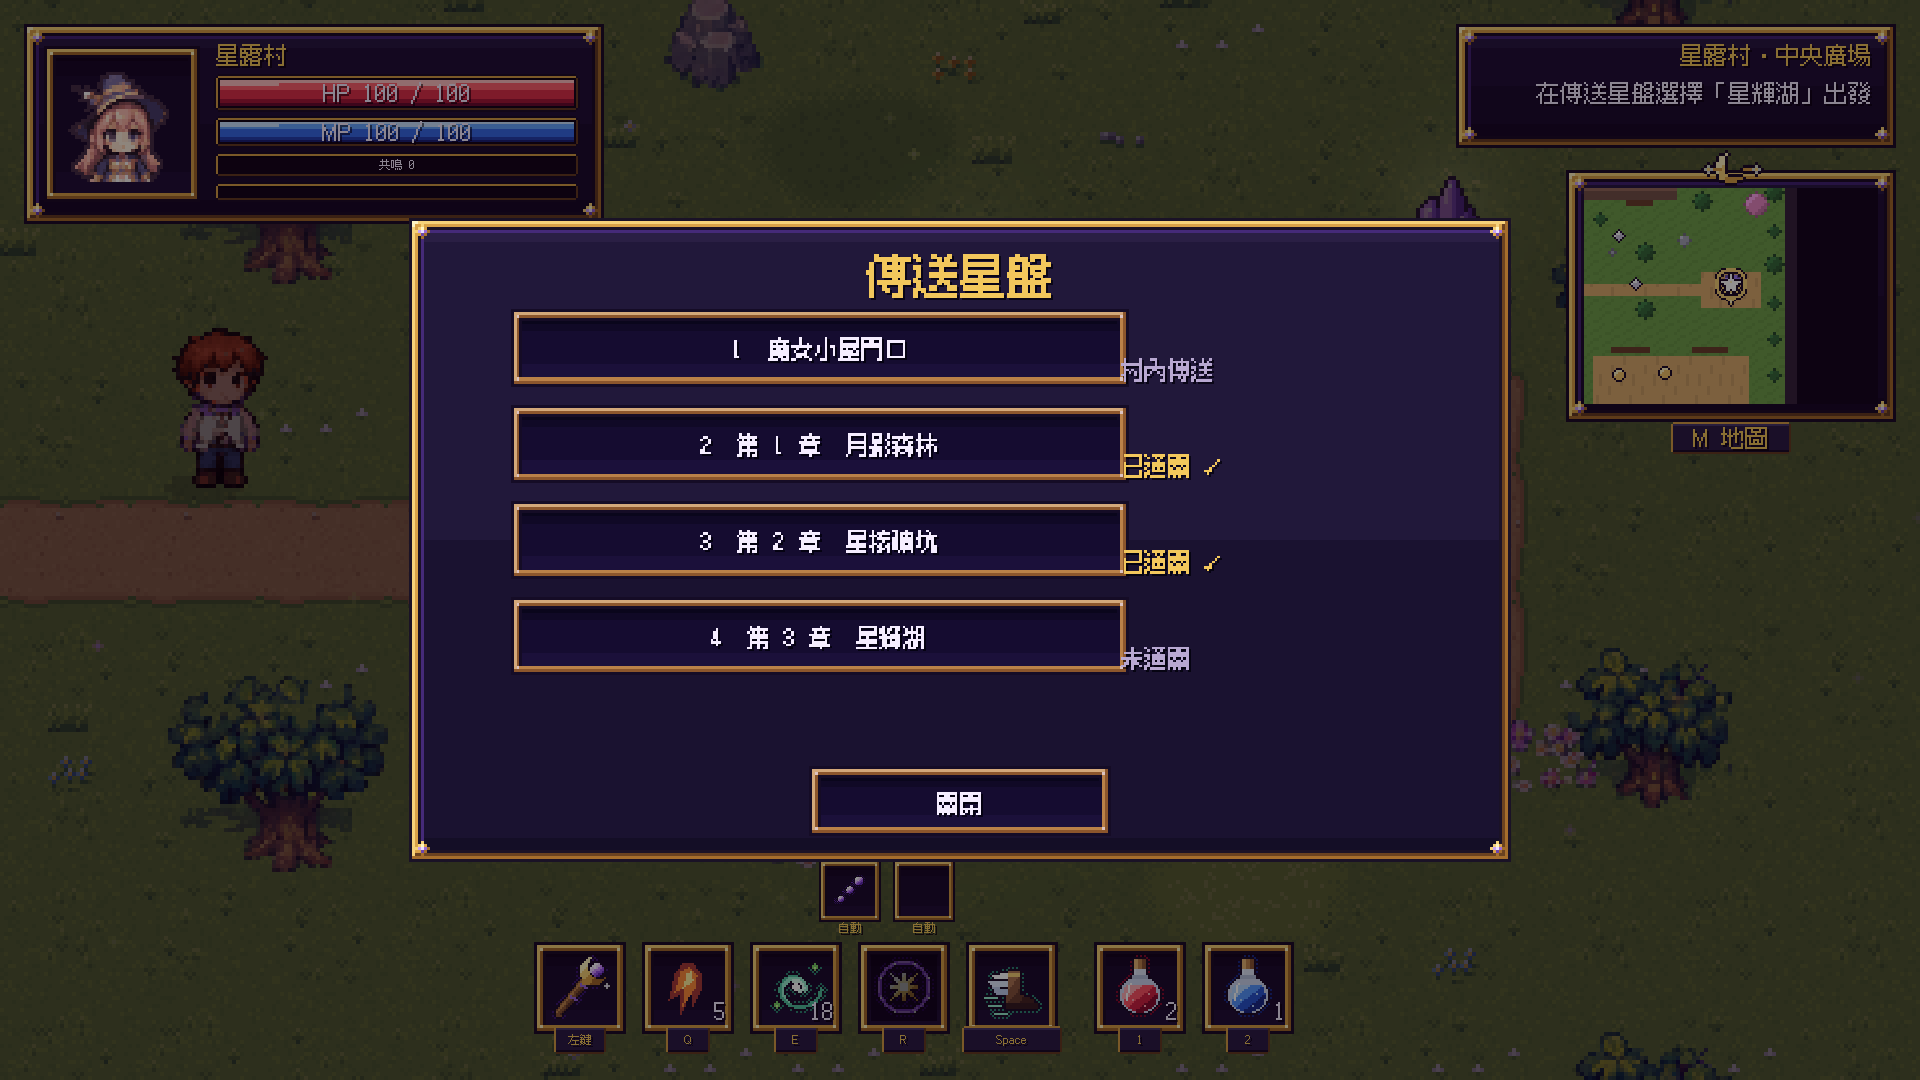 星露村
HP 100 / 100
MP 100 / 100
共鳴 0
星露村・中央廣場
在傳送星盤選擇「星輝湖」出發
M 地圖
傳送星盤
1 魔女小屋門口
村內傳送
2 第 1 章 月影森林
已通關 ✓
3 第 2 章 星核礦坑
已通關 ✓
4 第 3 章 星輝湖
未通關
關閉
自動
自動
5
18
2
1
左鍵
Q
E
R
Space
1
2